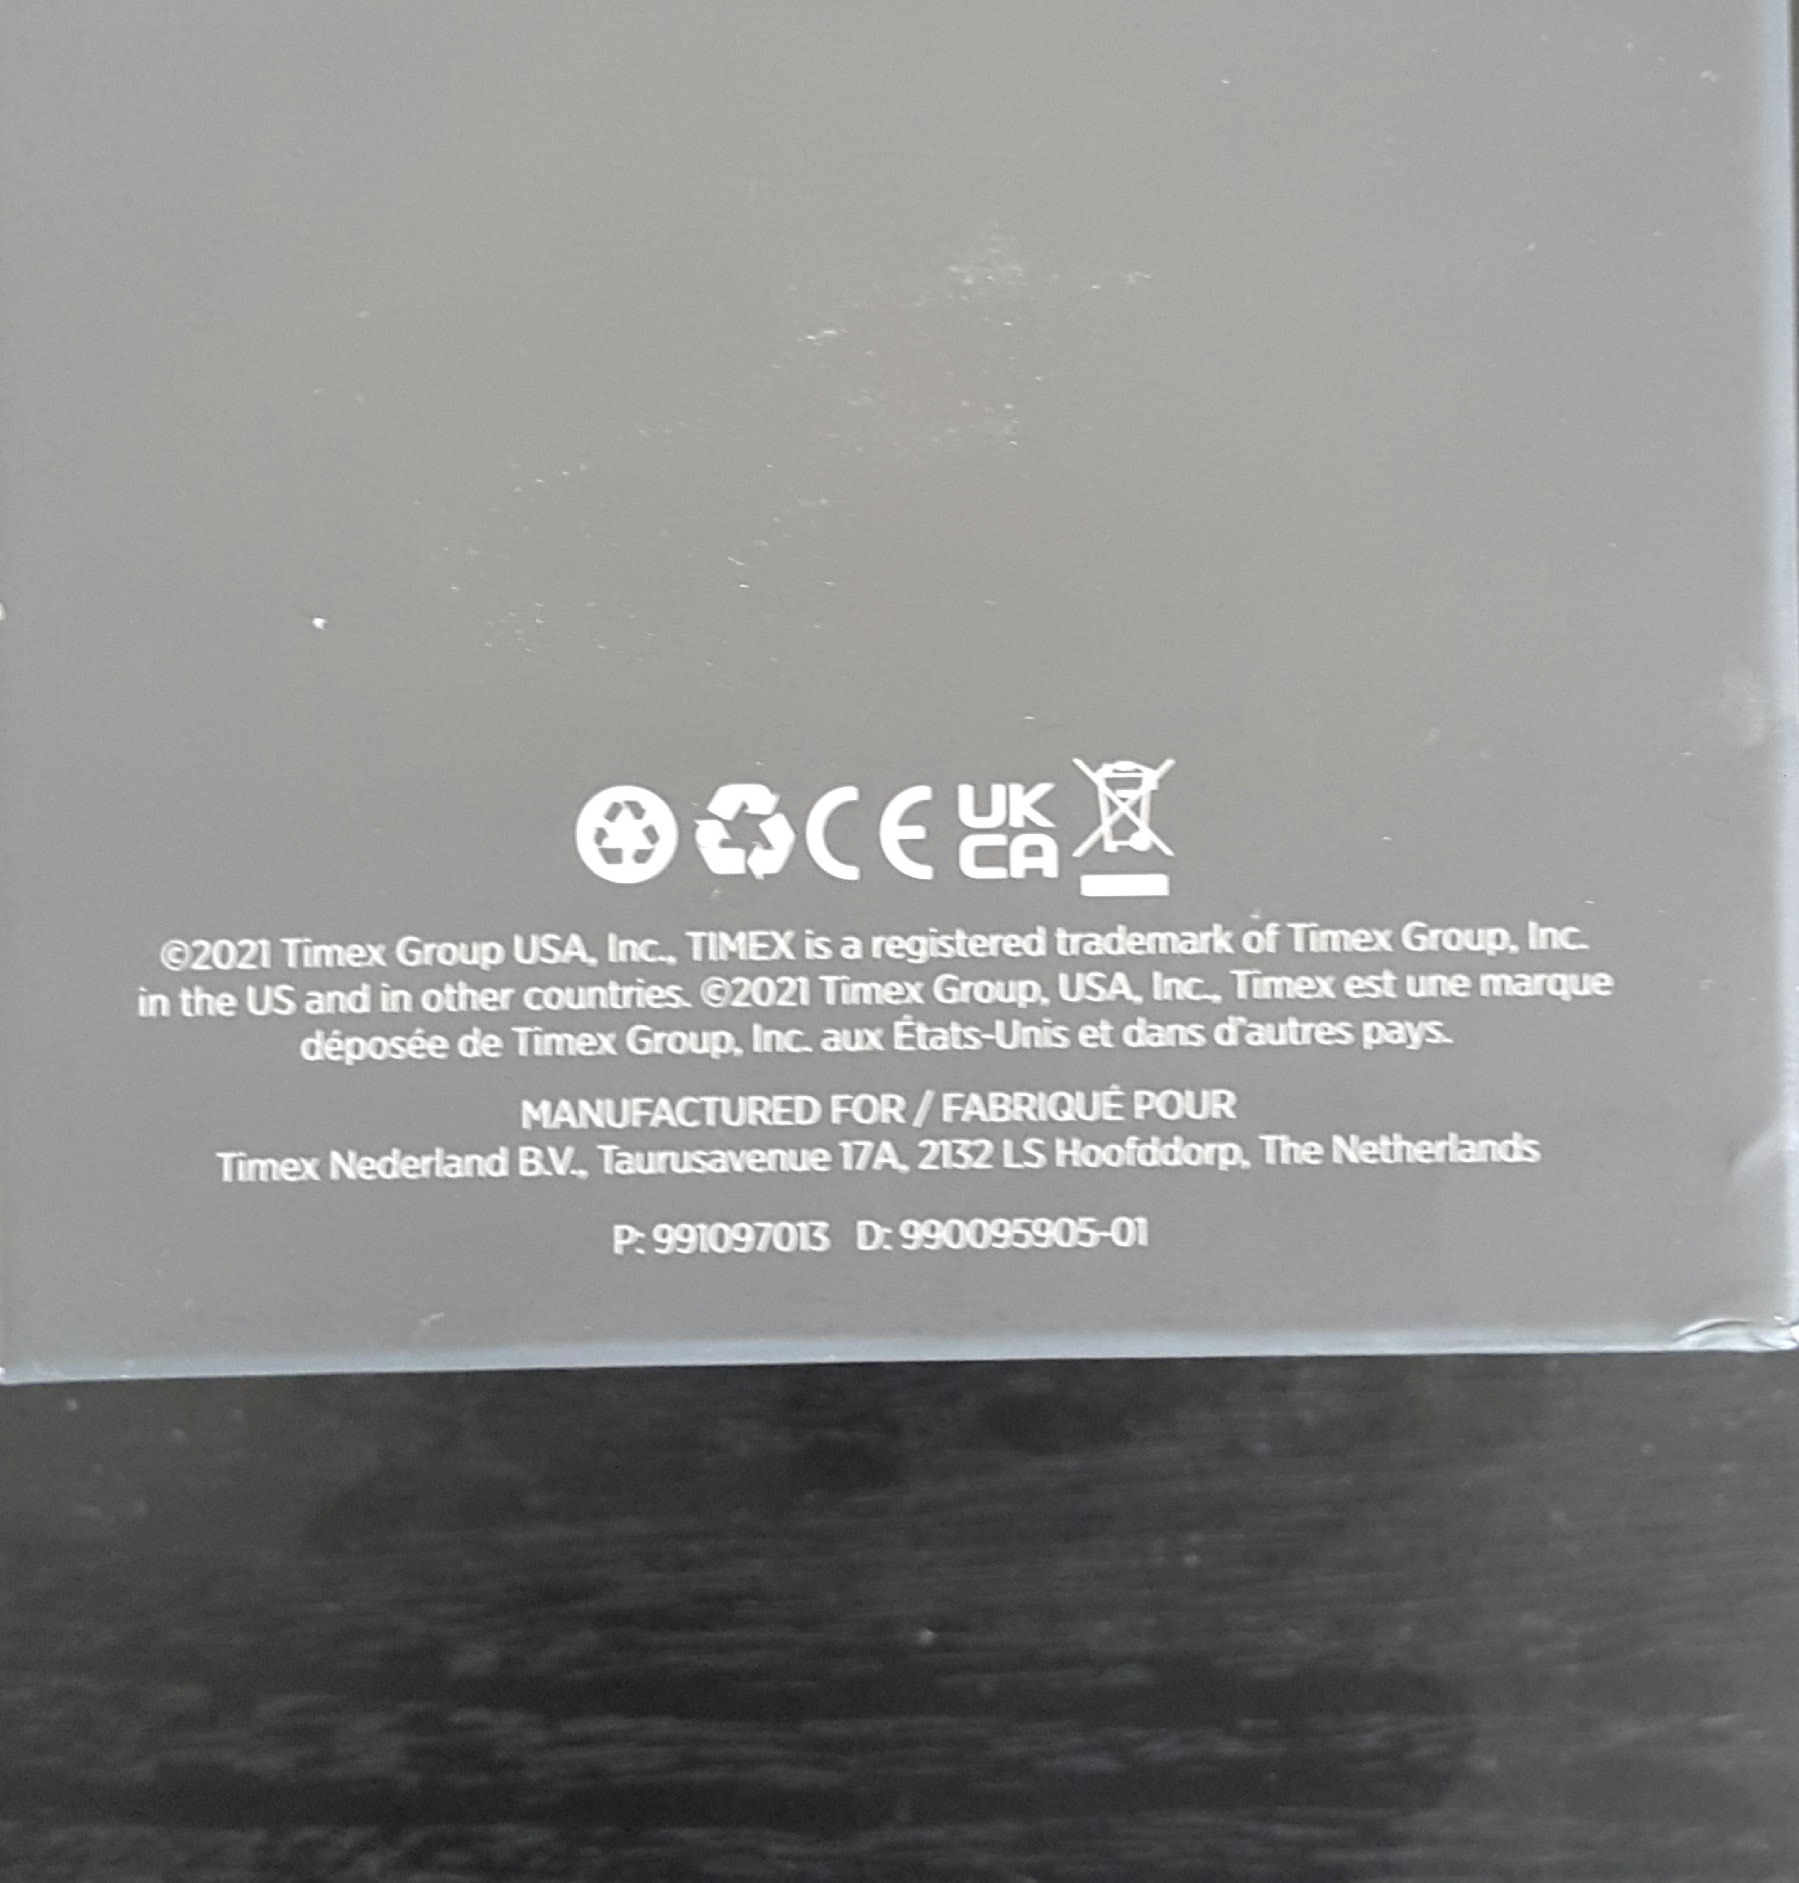 CE UK CA
©2021 Timex Group USA, Inc., TIMEX is a registered trademark of Timex Group, Inc.
in the US and in other countries. ©2021 Timex Group, USA, Inc., Timex est une marque
déposée de Timex Group, Inc. aux États-Unis et dans d'autres pays.
MANUFACTURED FOR / FABRIQUÉ POUR
Timex Nederland B.V., Taurusavenue 17A, 2132 LS Hoofddorp, The Netherlands
P: 991097013 D: 990095905-01